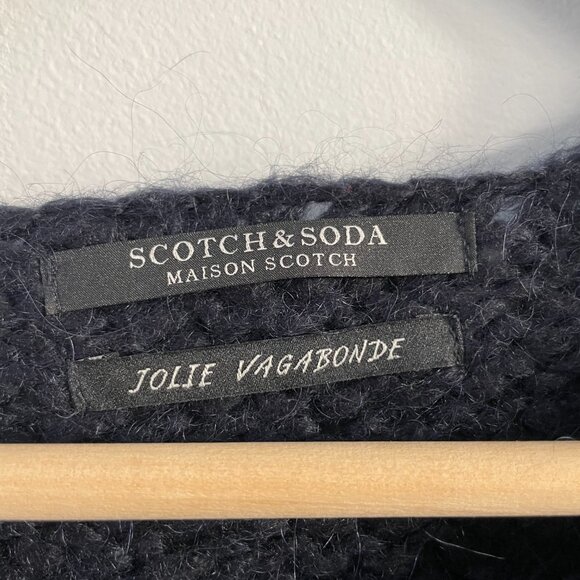 SCOTCH & SODA
MAISON SCOTCH
JOLIE VAGABONDE